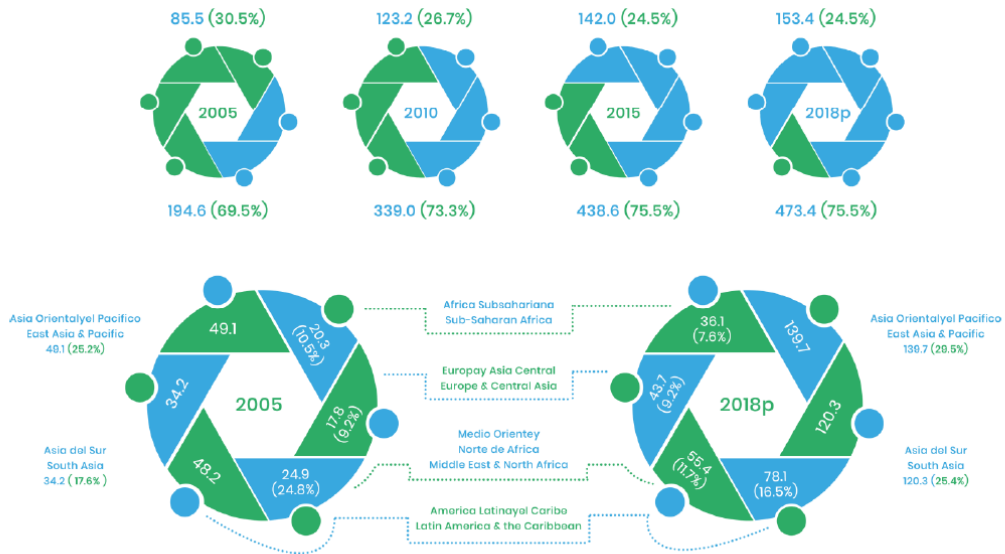 85.5 (30.5%)
123.2 (26.7%)
142.0 (24.5%)
153.4 (24.5%)
2005
2010
2015
2018p
194.6 (69.5%)
339.0 (73.3%)
438.6 (75.5%)
473.4 (75.5%)
Asia Orientalyel Pacifico
East Asia & Pacific
49.1 (25.2%)
Asia del Sur
South Asia
34.2 (17.6%)
49.1
20.3
(10.5%)
34.2
2005
17.8
(9.2%)
48.2
24.9
(24.8%)
Africa Subsahariana
Sub-Saharan Africa
Europay Asia Central
Europe & Central Asia
Medio Orientey
Norte de Africa
Middle East & North Africa
America Latinayel Caribe
Latin America & the Caribbean
36.1
(7.6%)
139.7
43.7
(9.2%)
2018p
120.3
55.4
(11.7%)
78.1
(16.5%)
Asia Orientalyel Pacifico
East Asia & Pacific
139.7 (29.5%)
Asia del Sur
South Asia
120.3 (25.4%)